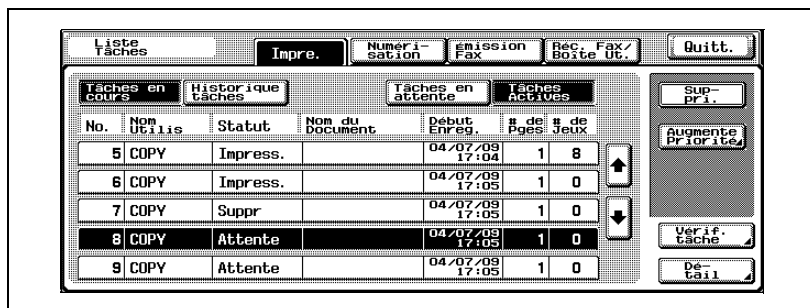 Liste Tâches
Impre.
Numéri-
sation
Émission
Fax
Réc. Fax/
Boîte Ut.
Quitt.
Tâches en
cours
Historique
tâches
Tâches en
attente
Tâches
Actives
Sup-
pri.
No.
Nom
Utilis
Statut
Nom du
Document
Début
Enreg.
# de
Pges
# de
Jeux
Augmente
Priorité
5 COPY Impress. 04/07/09 17:04 1 8
6 COPY Impress. 04/07/09 17:05 1 0
7 COPY Suppr 04/07/09 17:05 1 0
8 COPY Attente 04/07/09 17:05 1 0
9 COPY Attente 04/07/09 17:05 1 0
Vérif.
tâche
Dé-
tail